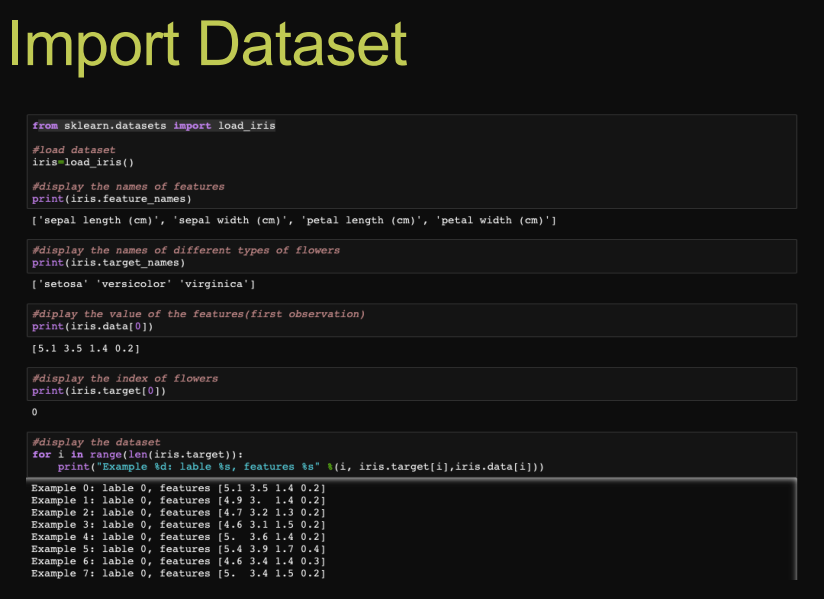 Import Dataset
from sklearn.datasets import load_iris
#load dataset
iris=load_iris()
#display the names of features
print(iris.feature_names)
['sepal length (cm)', 'sepal width (cm)', 'petal length (cm)', 'petal width (cm)']
#display the names of different types of flowers
print(iris.target_names)
['setosa' 'versicolor' 'virginica']
#diplay the value of the features(first observation)
print(iris.data[0])
[5.1 3.5 1.4 0.2]
#display the index of flowers
print(iris.target[0])
0
#display the dataset
for i in range(len(iris.target)):
    print("Example %d: lable %s, features %s" %(i, iris.target[i],iris.data[i]))
Example 0: lable 0, features [5.1 3.5 1.4 0.2]
Example 1: lable 0, features [4.9 3.  1.4 0.2]
Example 2: lable 0, features [4.7 3.2 1.3 0.2]
Example 3: lable 0, features [4.6 3.1 1.5 0.2]
Example 4: lable 0, features [5.  3.6 1.4 0.2]
Example 5: lable 0, features [5.4 3.9 1.7 0.4]
Example 6: lable 0, features [4.6 3.4 1.4 0.3]
Example 7: lable 0, features [5.  3.4 1.5 0.2]